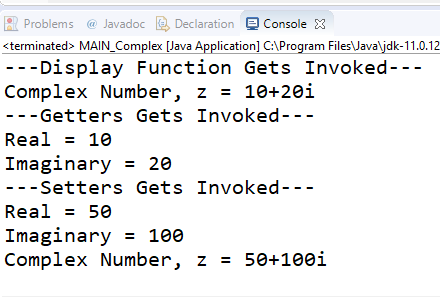 Problems @ Javadoc Declaration Console
<terminated> MAIN_Complex [Java Application] C:\Program Files\Java\jdk-11.0.12
---Display Function Gets Invoked---
Complex Number, z = 10+20i
---Getters Gets Invoked---
Real = 10
Imaginary = 20
---Setters Gets Invoked---
Real = 50
Imaginary = 100
Complex Number, z = 50+100i